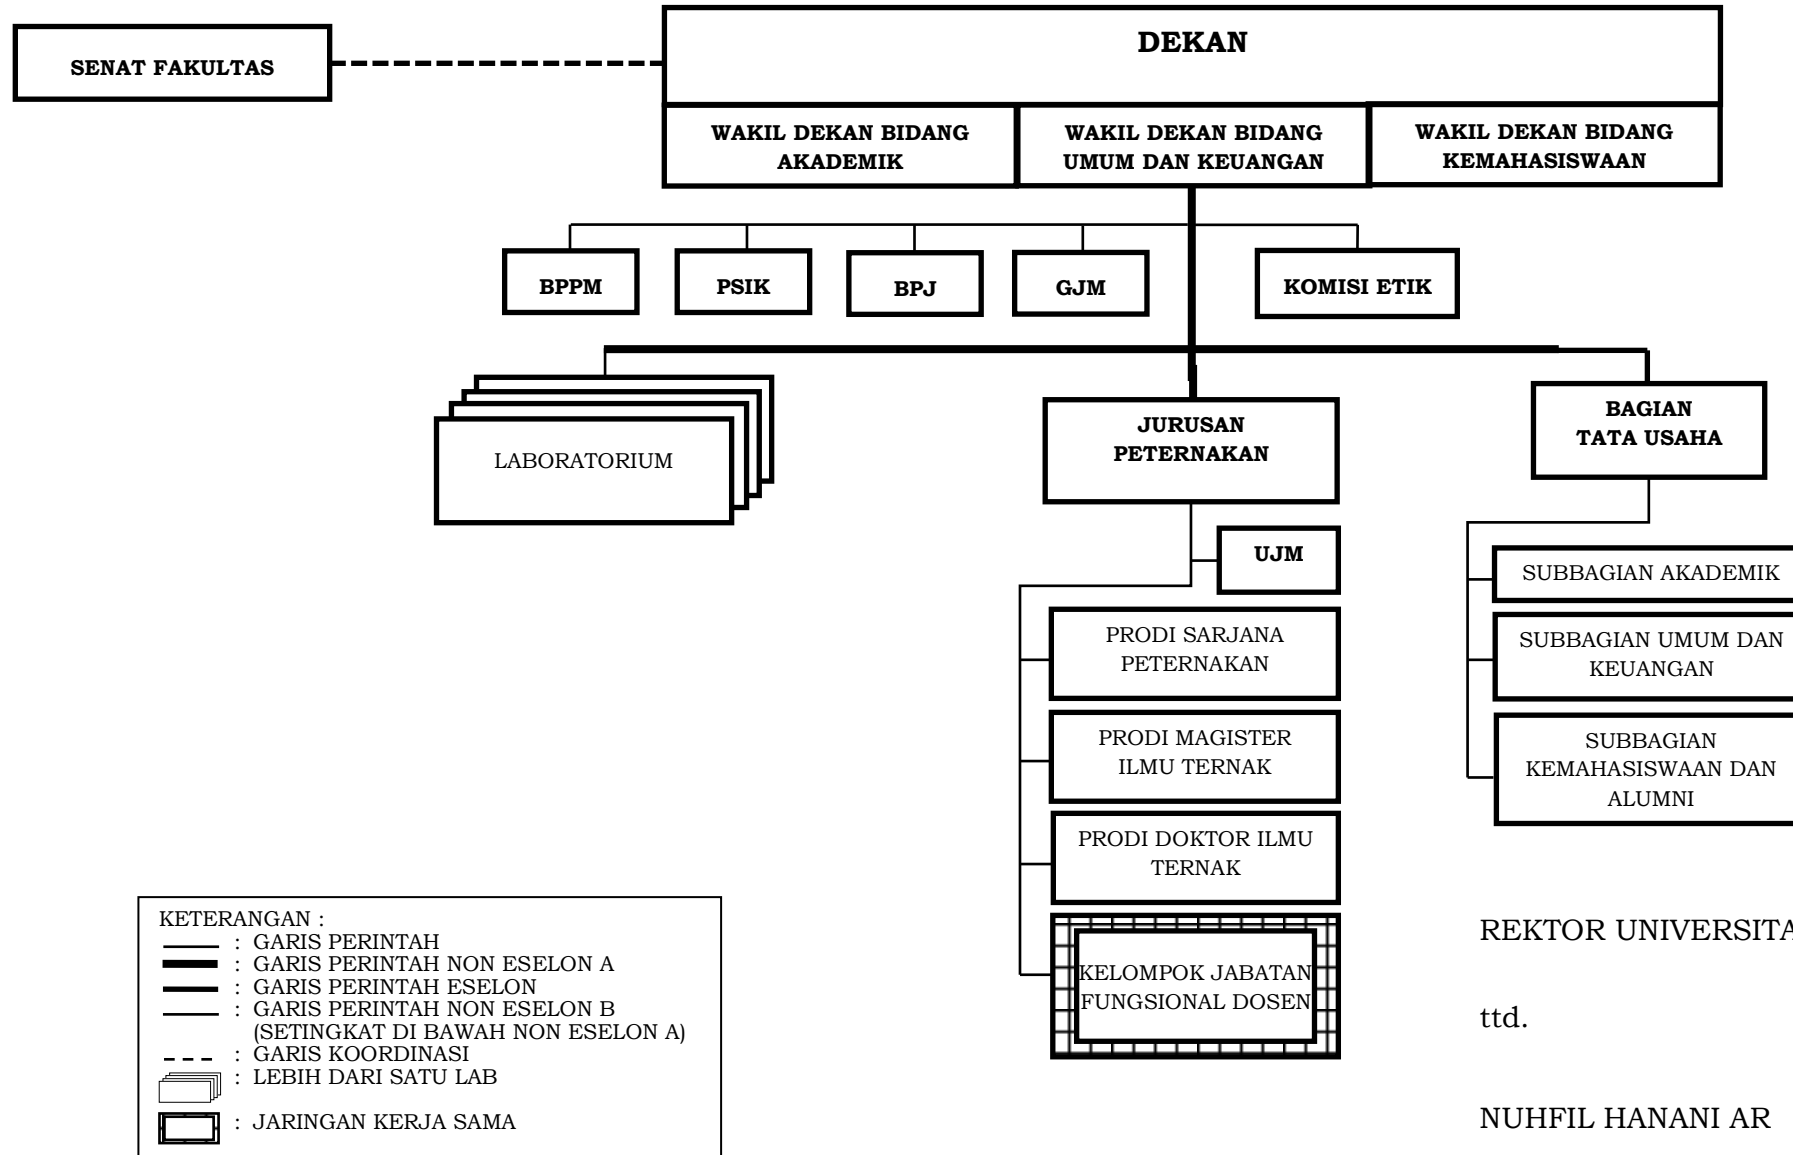 DEKAN
SENAT FAKULTAS
WAKIL DEKAN BIDANG
AKADEMIK
WAKIL DEKAN BIDANG
UMUM DAN KEUANGAN
WAKIL DEKAN BIDANG
KEMAHASISWAAN
BPPM
PSIK
BPJ
GJM
KOMISI ETIK
LABORATORIUM
JURUSAN
PETERNAKAN
BAGIAN
TATA USAHA
UJM
PRODI SARJANA
PETERNAKAN
PRODI MAGISTER
ILMU TERNAK
PRODI DOKTOR ILMU
TERNAK
KELOMPOK JABATAN
FUNGSIONAL DOSEN
SUBBAGIAN AKADEMIK
SUBBAGIAN UMUM DAN
KEUANGAN
SUBBAGIAN
KEMAHASISWAAN DAN
ALUMNI
KETERANGAN :
: GARIS PERINTAH
: GARIS PERINTAH NON ESELON A
: GARIS PERINTAH ESELON
: GARIS PERINTAH NON ESELON B
(SETINGKAT DI BAWAH NON ESELON A)
: GARIS KOORDINASI
: LEBIH DARI SATU LAB
: JARINGAN KERJA SAMA
REKTOR UNIVERSITA
ttd.
NUHFIL HANANI AR